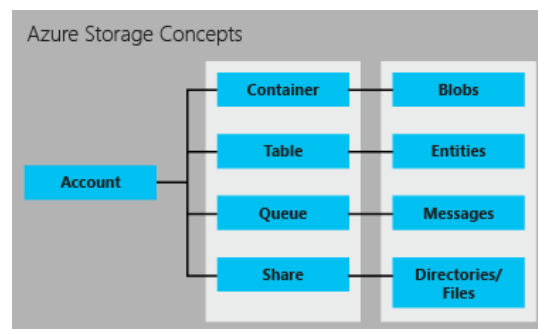 Azure Storage Concepts
Container
Blobs
Table
Entities
Account
Queue
Messages
Share
Directories/
Files